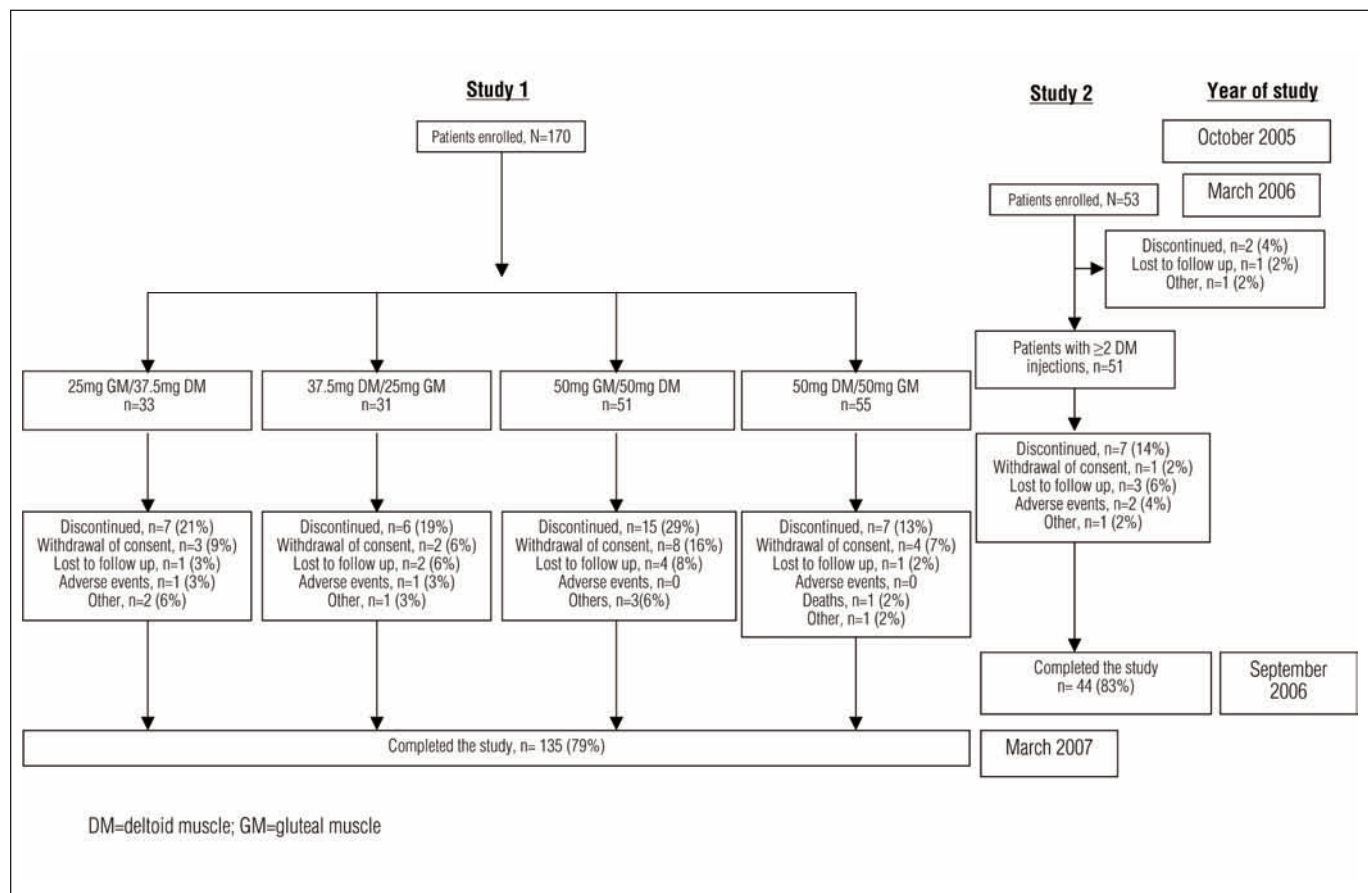 Study 1
Patients enrolled, N=170
25mg GM/37.5mg DM
n=33
37.5mg DM/25mg GM
n=31
50mg GM/50mg DM
n=51
50mg DM/50mg GM
n=55
Discontinued, n=7 (21%)
Withdrawal of consent, n=3 (9%)
Lost to follow up, n=1 (3%)
Adverse events, n=1 (3%)
Other, n=2 (6%)
Discontinued, n=6 (19%)
Withdrawal of consent, n=2 (6%)
Lost to follow up, n=2 (6%)
Adverse events, n=1 (3%)
Other, n=1 (3%)
Discontinued, n=15 (29%)
Withdrawal of consent, n=8 (16%)
Lost to follow up, n=4 (8%)
Adverse events, n=0
Others, n=3(6%)
Discontinued, n=7 (13%)
Withdrawal of consent, n=4 (7%)
Lost to follow up, n=1 (2%)
Adverse events, n=0
Deaths, n=1 (2%)
Other, n=1 (2%)
Completed the study, n= 135 (79%)
Study 2
Patients enrolled, N=53
Discontinued, n=2 (4%)
Lost to follow up, n=1 (2%)
Other, n=1 (2%)
Patients with ≥2 DM
injections, n=51
Discontinued, n=7 (14%)
Withdrawal of consent, n=1 (2%)
Lost to follow up, n=3 (6%)
Adverse events, n=2 (4%)
Other, n=1 (2%)
Completed the study
n= 44 (83%)
Year of study
October 2005
March 2006
September
2006
March 2007
DM=deltoid muscle; GM=gluteal muscle